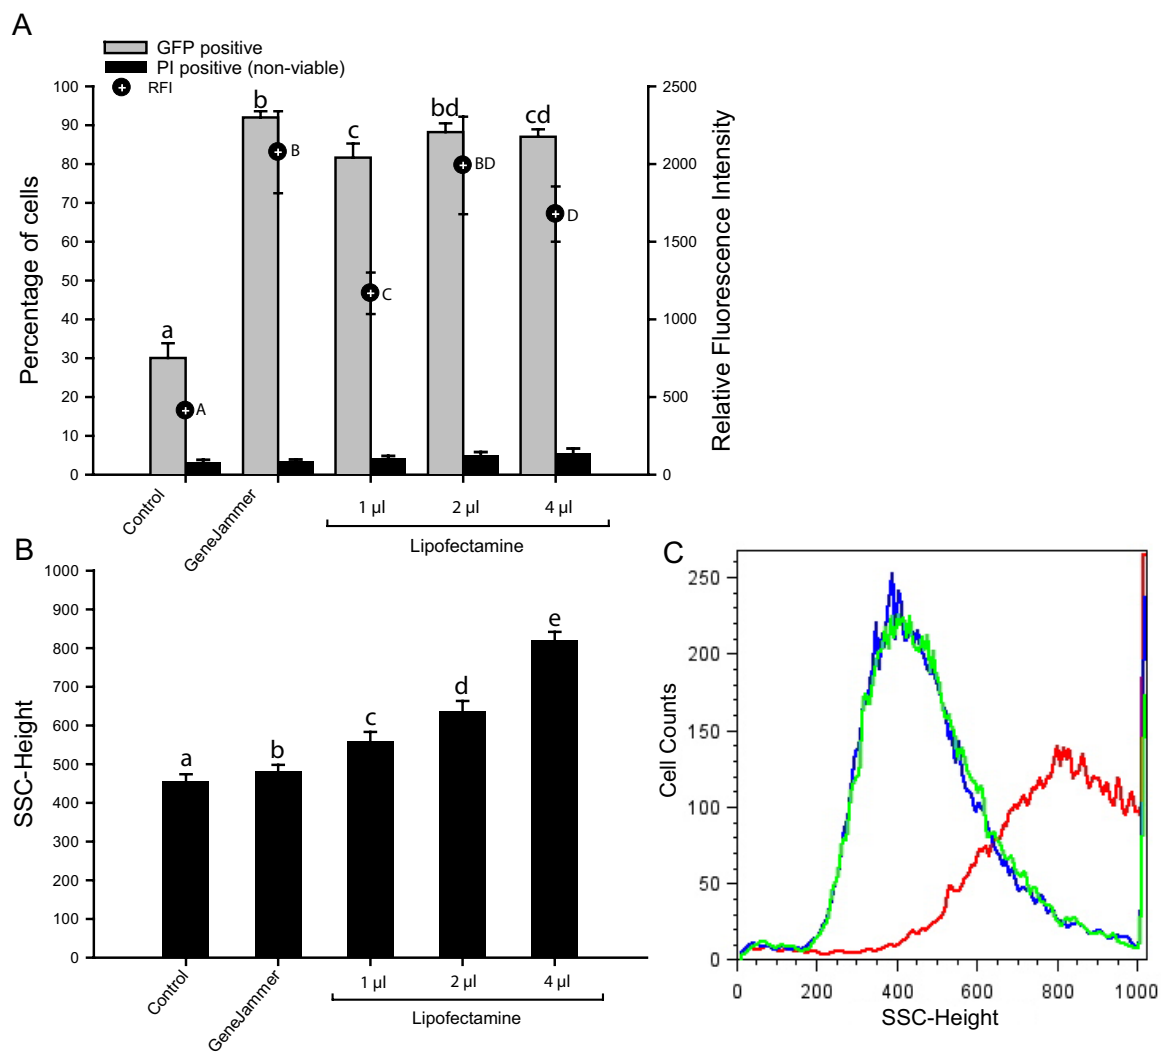 A
GFP positive
PI positive (non-viable)
RFI
100
90
80
70
60
50
40
30
20
10
0
Percentage of cells
2500
2000
1500
1000
500
0
Relative Fluorescence Intensity
a
b
c
bd
cd
A
B
C
BD
D
Control
GeneJammer
1 µl
2 µl
4 µl
Lipofectamine
B
1000
900
800
700
600
500
400
300
200
100
0
SSC-Height
a
b
c
d
e
Control
GeneJammer
1 µl
2 µl
4 µl
Lipofectamine
C
250
200
150
100
50
0
Cell Counts
0
200
400
600
800
1000
SSC-Height